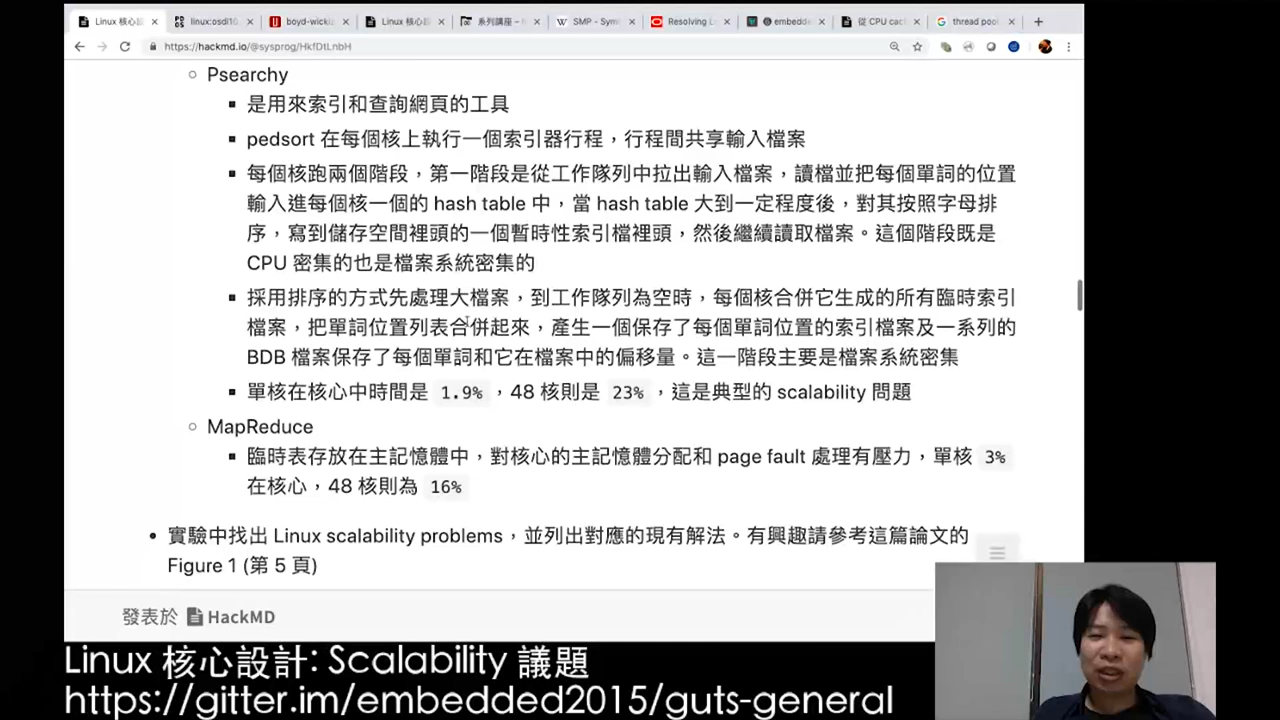 Linux 核心設
linux:osdi10
boyd-wicki
Linux 核心設
系列講座 –
SMP - Sym
Resolving L
embedde
從 CPU cac
thread poo
https://hackmd.io/@sysprog/HkfDtLnbH
Psearchy
是用來索引和查詢網頁的工具
pedsort 在每個核上執行一個索引器行程，行程間共享輸入檔案
每個核跑兩個階段，第一階段是從工作隊列中拉出輸入檔案，讀檔並把每個單詞的位置
輸入進每個核一個的 hash table 中，當 hash table 大到一定程度後，對其按照字母排
序，寫到儲存空間裡頭的一個暫時性索引檔裡頭，然後繼續讀取檔案。這個階段既是
CPU 密集的也是檔案系統密集的
採用排序的方式先處理大檔案，到工作隊列為空時，每個核合併它生成的所有臨時索引
檔案，把單詞位置列表合併起來，產生一個保存了每個單詞位置的索引檔案及一系列的
BDB 檔案保存了每個單詞和它在檔案中的偏移量。這一階段主要是檔案系統密集
單核在核心中時間是 1.9% ，48 核則是 23% ，這是典型的 scalability 問題
MapReduce
臨時表存放在主記憶體中，對核心的主記憶體分配和 page fault 處理有壓力，單核 3%
在核心，48 核則為 16%
實驗中找出 Linux scalability problems，並列出對應的現有解法。有興趣請參考這篇論文的
Figure 1 (第 5 頁)
發表於 HackMD
Linux 核心設計: Scalability 議題
https://gitter.im/embedded2015/guts-general